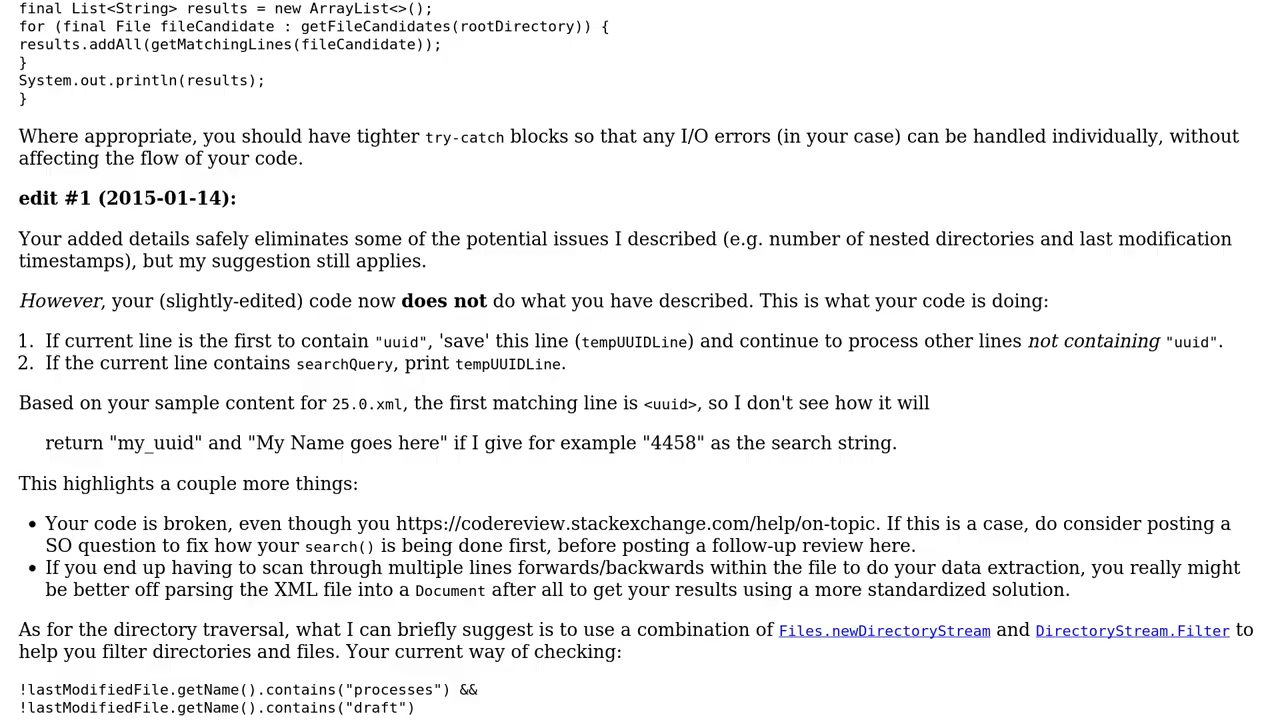 final List<String> results = new ArrayList<>();
for (final File fileCandidate : getFileCandidates(rootDirectory)) {
results.addAll(getMatchingLines(fileCandidate));
}
System.out.println(results);
}
Where appropriate, you should have tighter try-catch blocks so that any I/O errors (in your case) can be handled individually, without
affecting the flow of your code.
edit #1 (2015-01-14):
Your added details safely eliminates some of the potential issues I described (e.g. number of nested directories and last modification
timestamps), but my suggestion still applies.
However, your (slightly-edited) code now does not do what you have described. This is what your code is doing:
1. If current line is the first to contain "uuid", 'save' this line (tempUUIDLine) and continue to process other lines not containing "uuid".
2. If the current line contains searchQuery, print tempUUIDLine.
Based on your sample content for 25.0.xml, the first matching line is <uuid>, so I don't see how it will
return "my_uuid" and "My Name goes here" if I give for example "4458" as the search string.
This highlights a couple more things:
• Your code is broken, even though you https://codereview.stackexchange.com/help/on-topic. If this is a case, do consider posting a
SO question to fix how your search() is being done first, before posting a follow-up review here.
• If you end up having to scan through multiple lines forwards/backwards within the file to do your data extraction, you really might
be better off parsing the XML file into a Document after all to get your results using a more standardized solution.
As for the directory traversal, what I can briefly suggest is to use a combination of Files.newDirectoryStream and DirectoryStream.Filter to
help you filter directories and files. Your current way of checking:
!lastModifiedFile.getName().contains("processes") &&
!lastModifiedFile.getName().contains("draft")